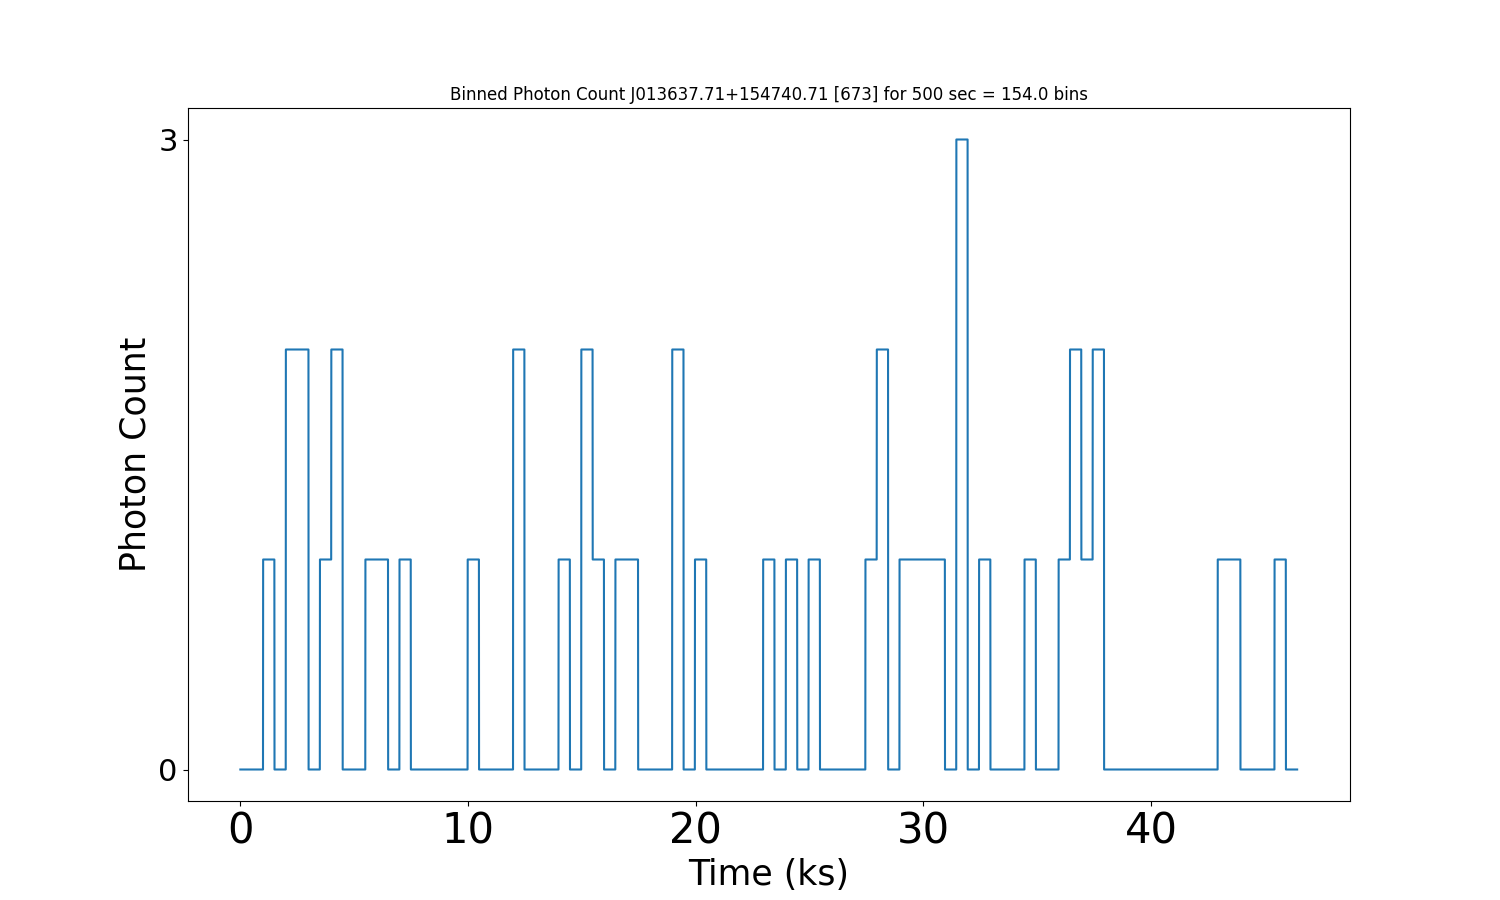 Binned Photon Count J013637.71+154740.71 [673] for 500 sec = 154.0 bins
3
Photon Count
0
0 10 20 30 40
Time (ks)